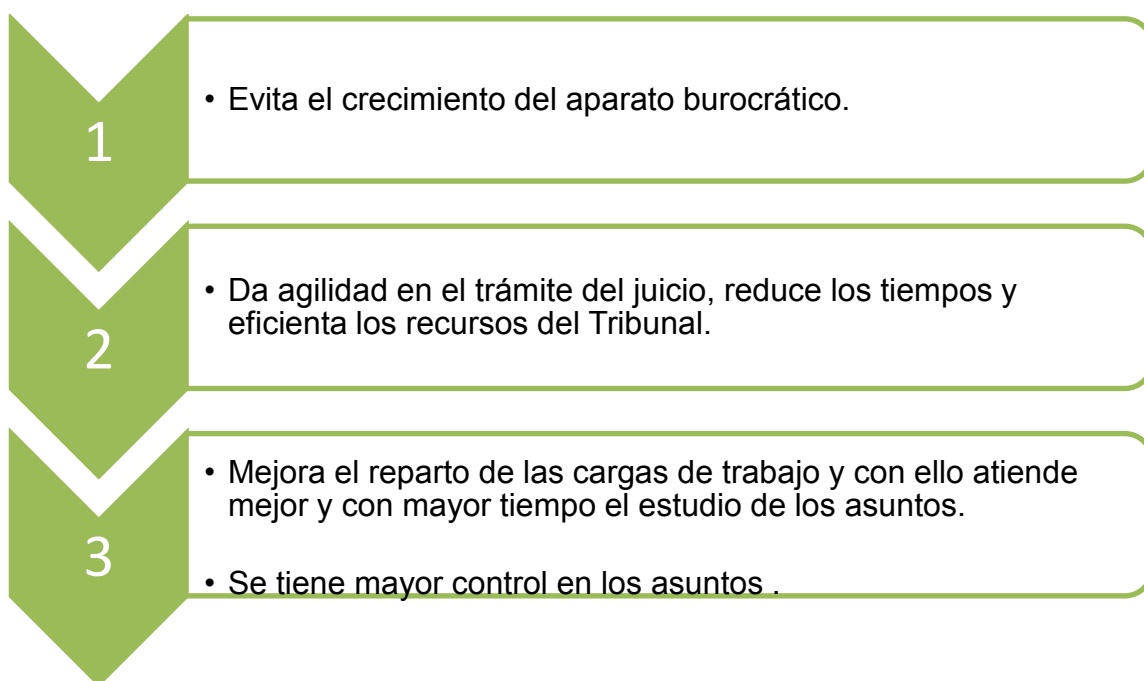 1
• Evita el crecimiento del aparato burocrático.
2
• Da agilidad en el trámite del juicio, reduce los tiempos y
eficienta los recursos del Tribunal.
3
• Mejora el reparto de las cargas de trabajo y con ello atiende
mejor y con mayor tiempo el estudio de los asuntos.
• Se tiene mayor control en los asuntos .